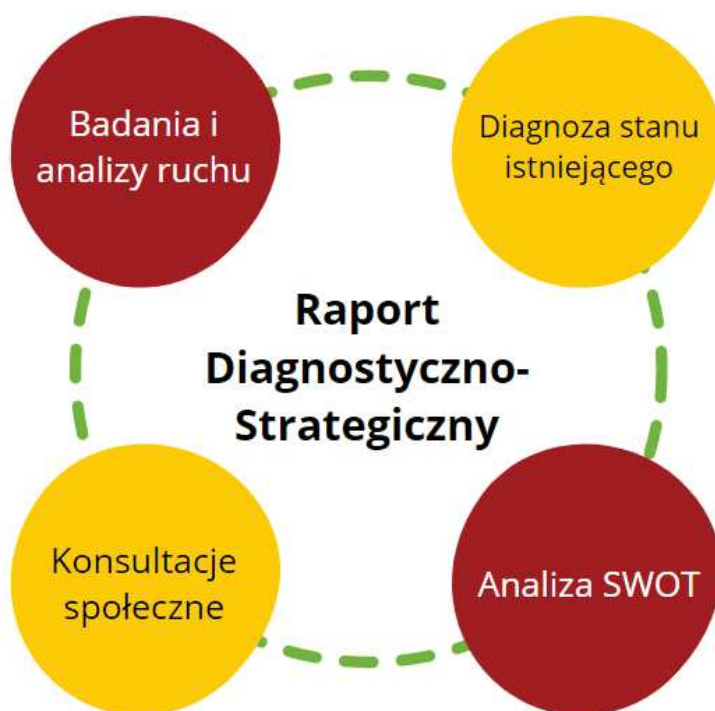 Badania i
analizy ruchu
Diagnoza stanu
istniejącego
Raport
Diagnostyczno-
Strategiczny
Konsultacje
społeczne
Analiza SWOT